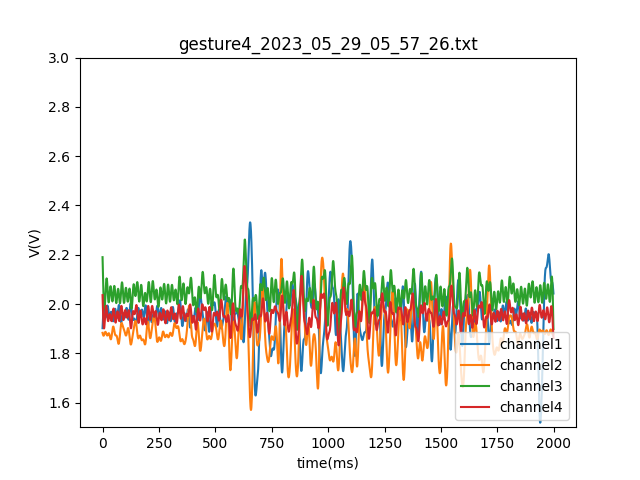 gesture4_2023_05_29_05_57_26.txt
3.0
2.8
2.6
2.4
2.2
2.0
1.8
1.6
V(V)
channel1
channel2
channel3
channel4
0 250 500 750 1000 1250 1500 1750 2000
time(ms)